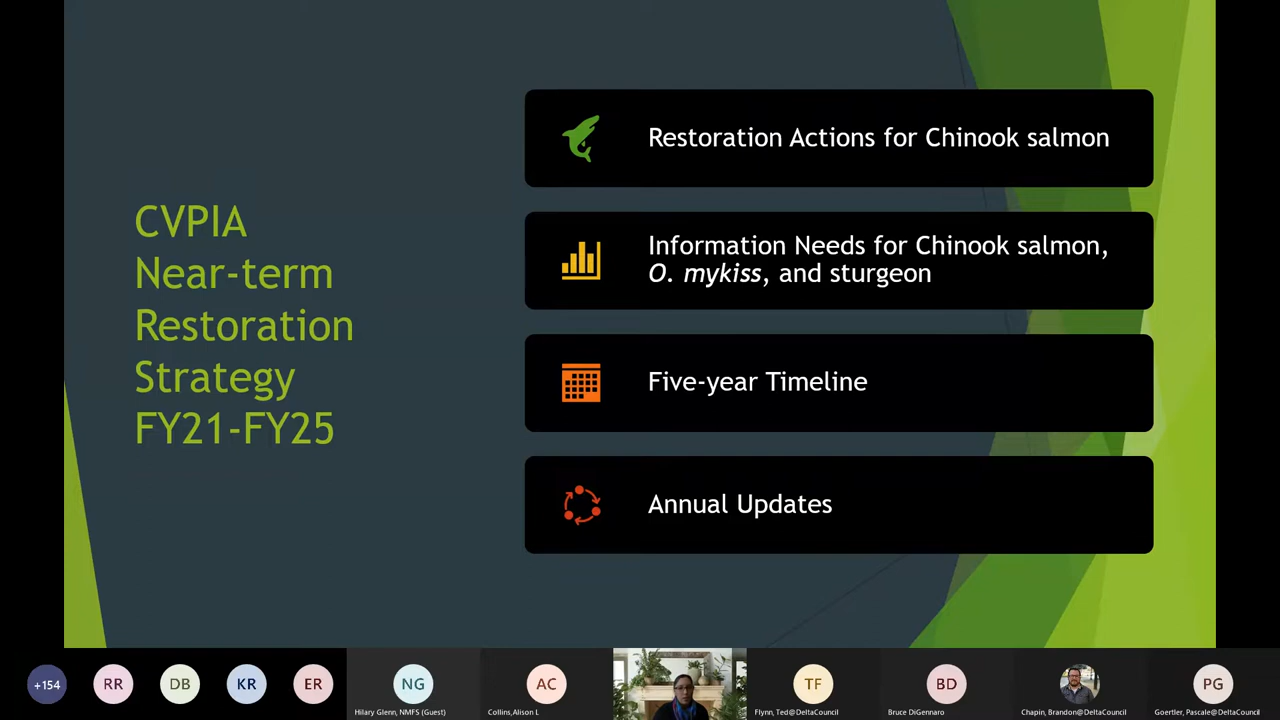 CVPIA
Near-term
Restoration
Strategy
FY21-FY25
Restoration Actions for Chinook salmon
Information Needs for Chinook salmon,
O. mykiss, and sturgeon
Five-year Timeline
Annual Updates
+154
RR
DB
KR
ER
NG
Hilary Glenn, NMFS (Guest)
AC
Collins,Alison L
TF
Flynn, Ted@DeltaCouncil
BD
Bruce DiGennaro
Chapin, Brandon@DeltaCouncil
PG
Goertler, Pascale@DeltaCouncil